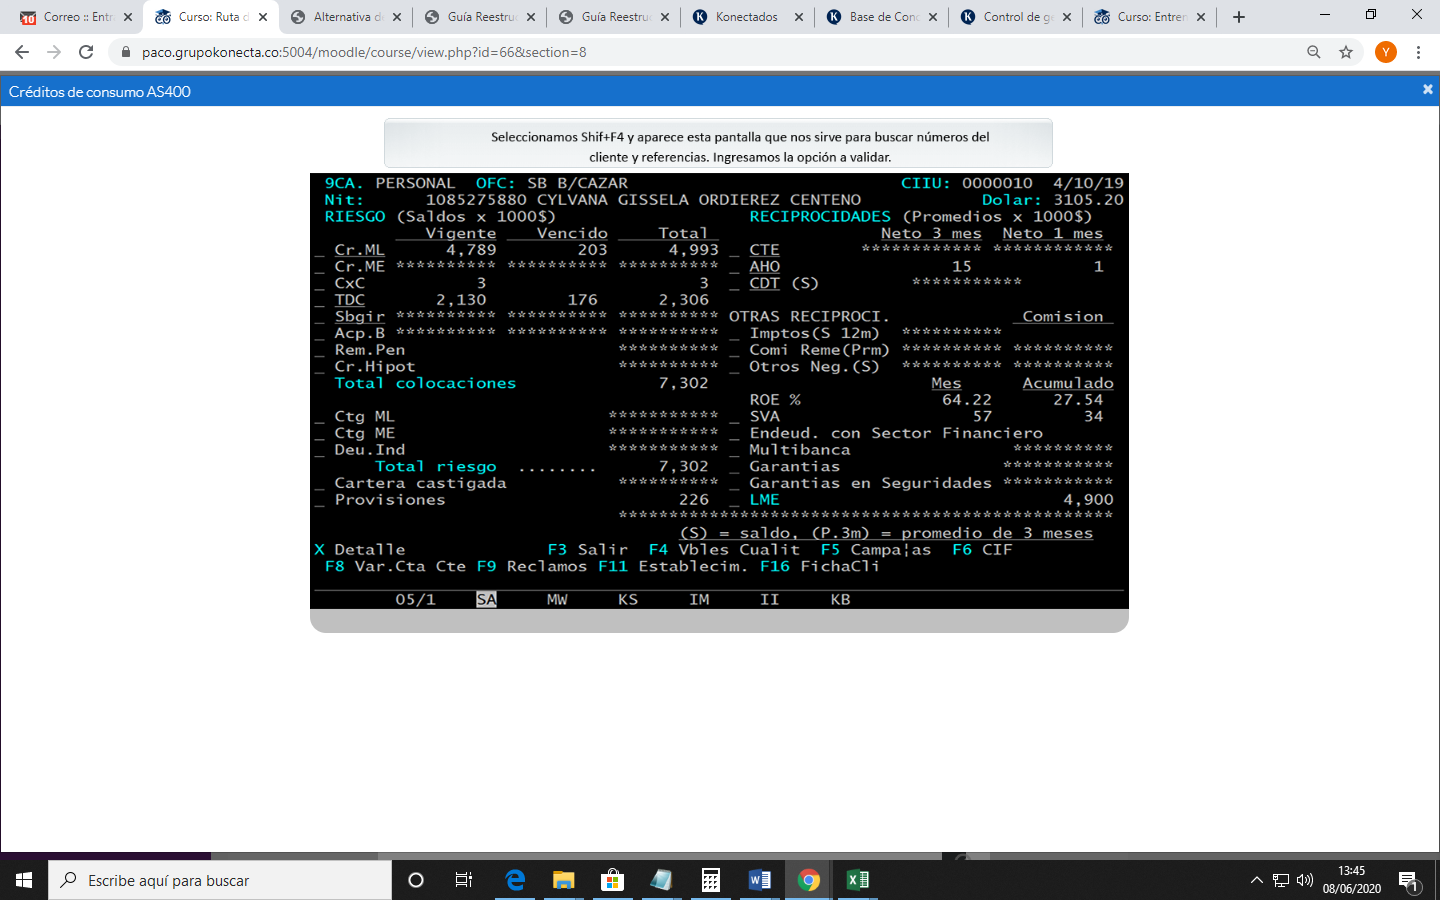 Correo :: Entr
Curso: Ruta d
Alternativa d
Guía Reestruc
Guía Reestruc
Konectados
Base de Cono
Control de ge
Curso: Entren
paco.grupokonecta.co:5004/moodle/course/view.php?id=66&section=8
Y
Créditos de consumo AS400
Seleccionamos Shif+F4 y aparece esta pantalla que nos sirve para buscar números del
cliente y referencias. Ingresamos la opción a validar.
9CA. PERSONAL OFC: SB B/CAZAR CIIU: 0000010 4/10/19
Nit: 1085275880 CYLVANA GISSELA ORDIEREZ CENTENO Dolar: 3105.20
RIESGO (Saldos x 1000$) RECIPROCIDADES (Promedios x 1000$)
Vigente Vencido Total Neto 3 mes Neto 1 mes
_ Cr.ML 4,789 203 4,993 _ CTE ************ ************
_ Cr.ME ********** ********** ********** _ AHO 15 1
_ CxC 3 3 _ CDT (S) ***********
_ TDC 2,130 176 2,306
_ Sbgir ********** ********** ********** OTRAS RECIPROCI. Comision
_ Acp.B ********** ********** ********** _ Imptos(S 12m) **********
_ Rem.Pen ********** _ Comi Reme(Prm) ********** **********
_ Cr.Hipot ********** _ Otros Neg.(S) ********** **********
Total colocaciones 7,302 Mes Acumulado
ROE % 64.22 27.54
_ Ctg ML *********** _ SVA 57 34
_ Ctg ME *********** _ Endeud. con Sector Financiero
_ Deu.Ind *********** _ Multibanca **********
Total riesgo ........ 7,302 _ Garantias ***********
_ Cartera castigada ********** _ Garantias en Seguridades ***********
_ Provisiones 226 _ LME 4,900
*************************************************
(S) = saldo, (P.3m) = promedio de 3 meses
X Detalle F3 Salir F4 Vbles Cualit F5 Campa¦as F6 CIF
F8 Var.Cta Cte F9 Reclamos F11 Establecim. F16 FichaCli
05/1 SA MW KS IM II KB
Escribe aquí para buscar
13:45
08/06/2020
1